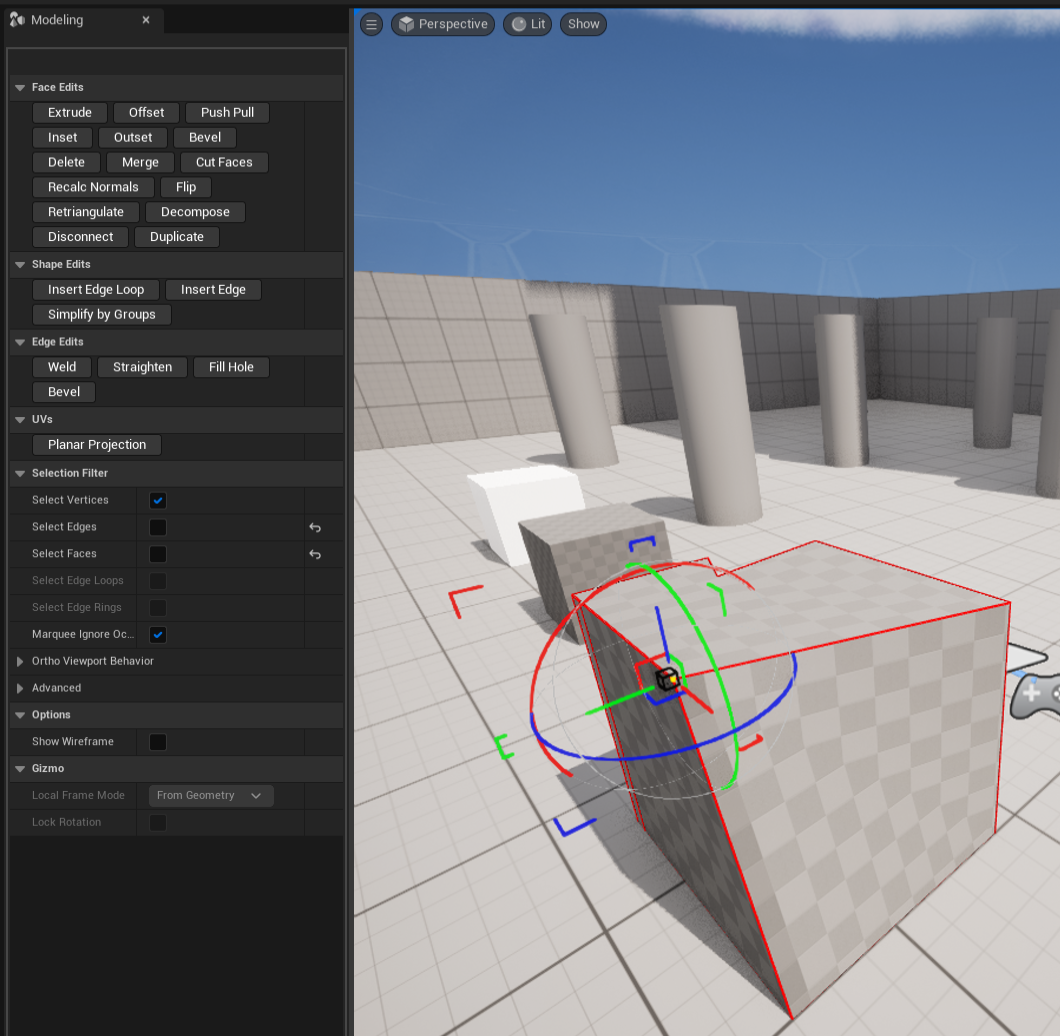 Modeling
Perspective Lit Show
Face Edits
Extrude Offset Push Pull
Inset Outset Bevel
Delete Merge Cut Faces
Recalc Normals Flip
Retriangulate Decompose
Disconnect Duplicate
Shape Edits
Insert Edge Loop Insert Edge
Simplify by Groups
Edge Edits
Weld Straighten Fill Hole
Bevel
UVs
Planar Projection
Selection Filter
Select Vertices
Select Edges
Select Faces
Select Edge Loops
Select Edge Rings
Marquee Ignore Oc...
Ortho Viewport Behavior
Advanced
Options
Show Wireframe
Gizmo
Local Frame Mode From Geometry
Lock Rotation